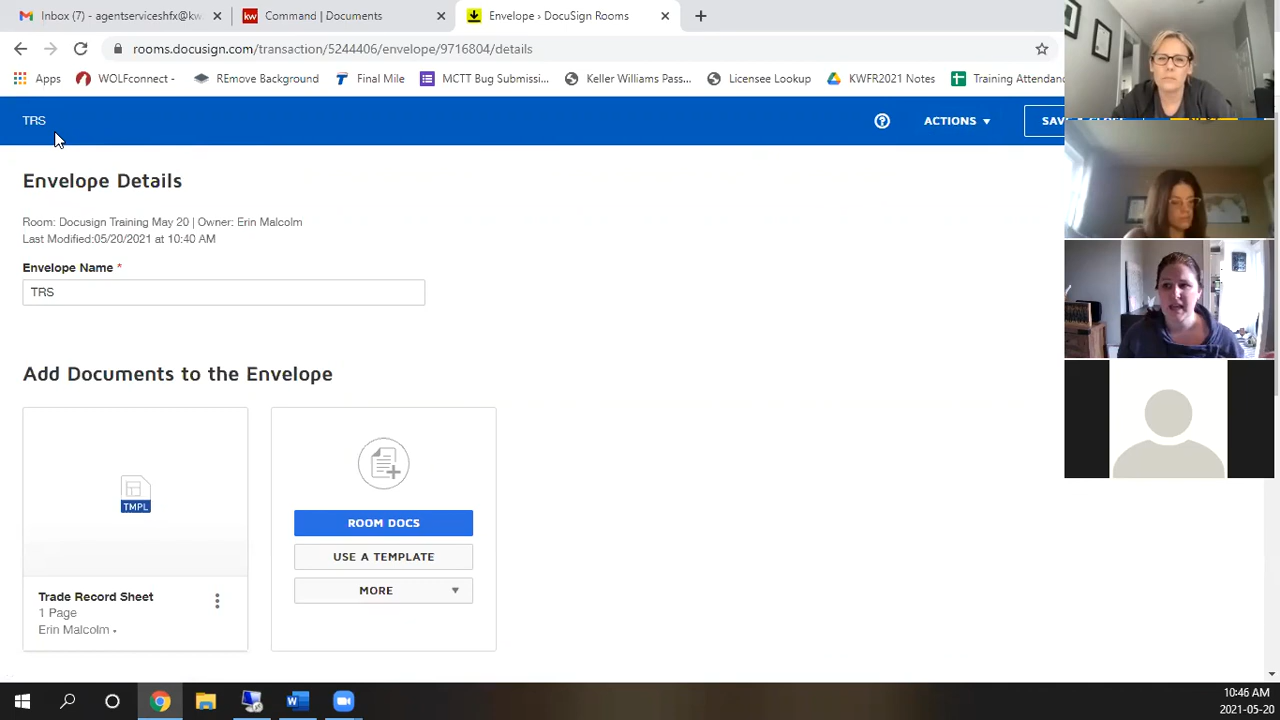 Inbox (7) - agentserviceshfx@kw
Command | Documents
Envelope › DocuSign Rooms
rooms.docusign.com/transaction/5244406/envelope/9716804/details
Apps
WOLFconnect -
REmove Background
Final Mile
MCTT Bug Submissi...
Keller Williams Pass...
Licensee Lookup
KWFR2021 Notes
Training Attendanc
TRS
ACTIONS
Envelope Details
Room: Docusign Training May 20 | Owner: Erin Malcolm
Last Modified:05/20/2021 at 10:40 AM
Envelope Name *
TRS
Add Documents to the Envelope
TMPL
Trade Record Sheet
1 Page
Erin Malcolm
ROOM DOCS
USE A TEMPLATE
MORE
10:46 AM
2021-05-20